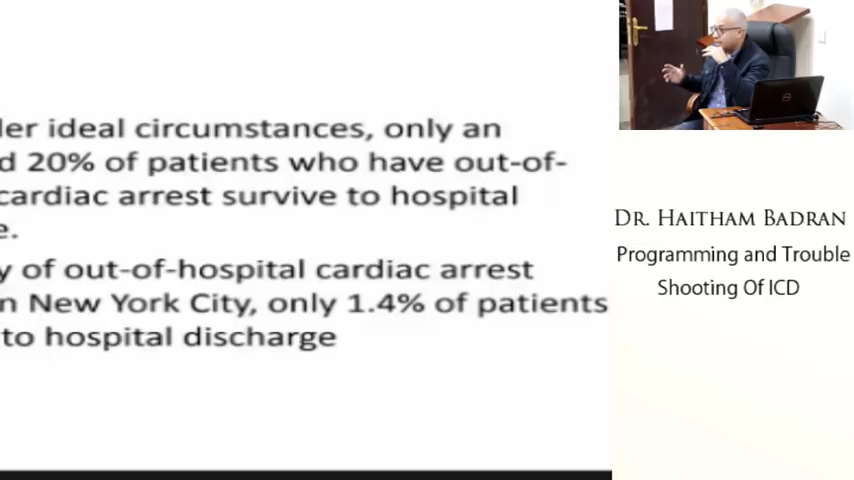 ler ideal circumstances, only an
d 20% of patients who have out-of-
cardiac arrest survive to hospital
e.
y of out-of-hospital cardiac arrest
n New York City, only 1.4% of patients
to hospital discharge
Dr. Haitham Badran
Programming and Trouble
Shooting Of ICD